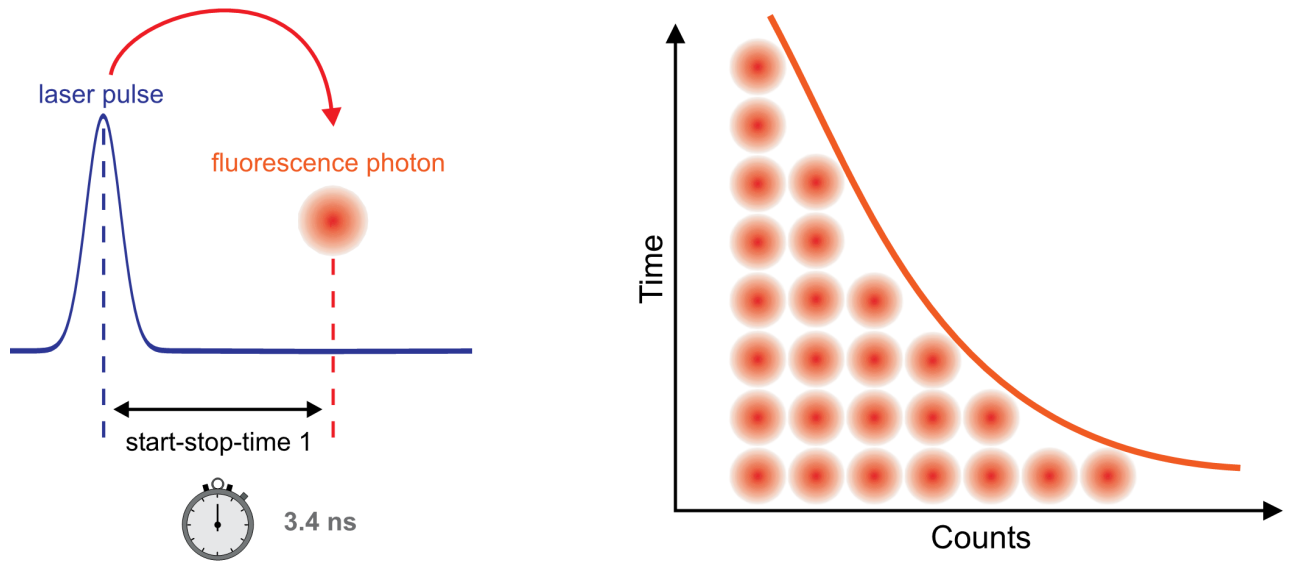 laser pulse
fluorescence photon
start-stop-time 1
3.4 ns
Time
Counts